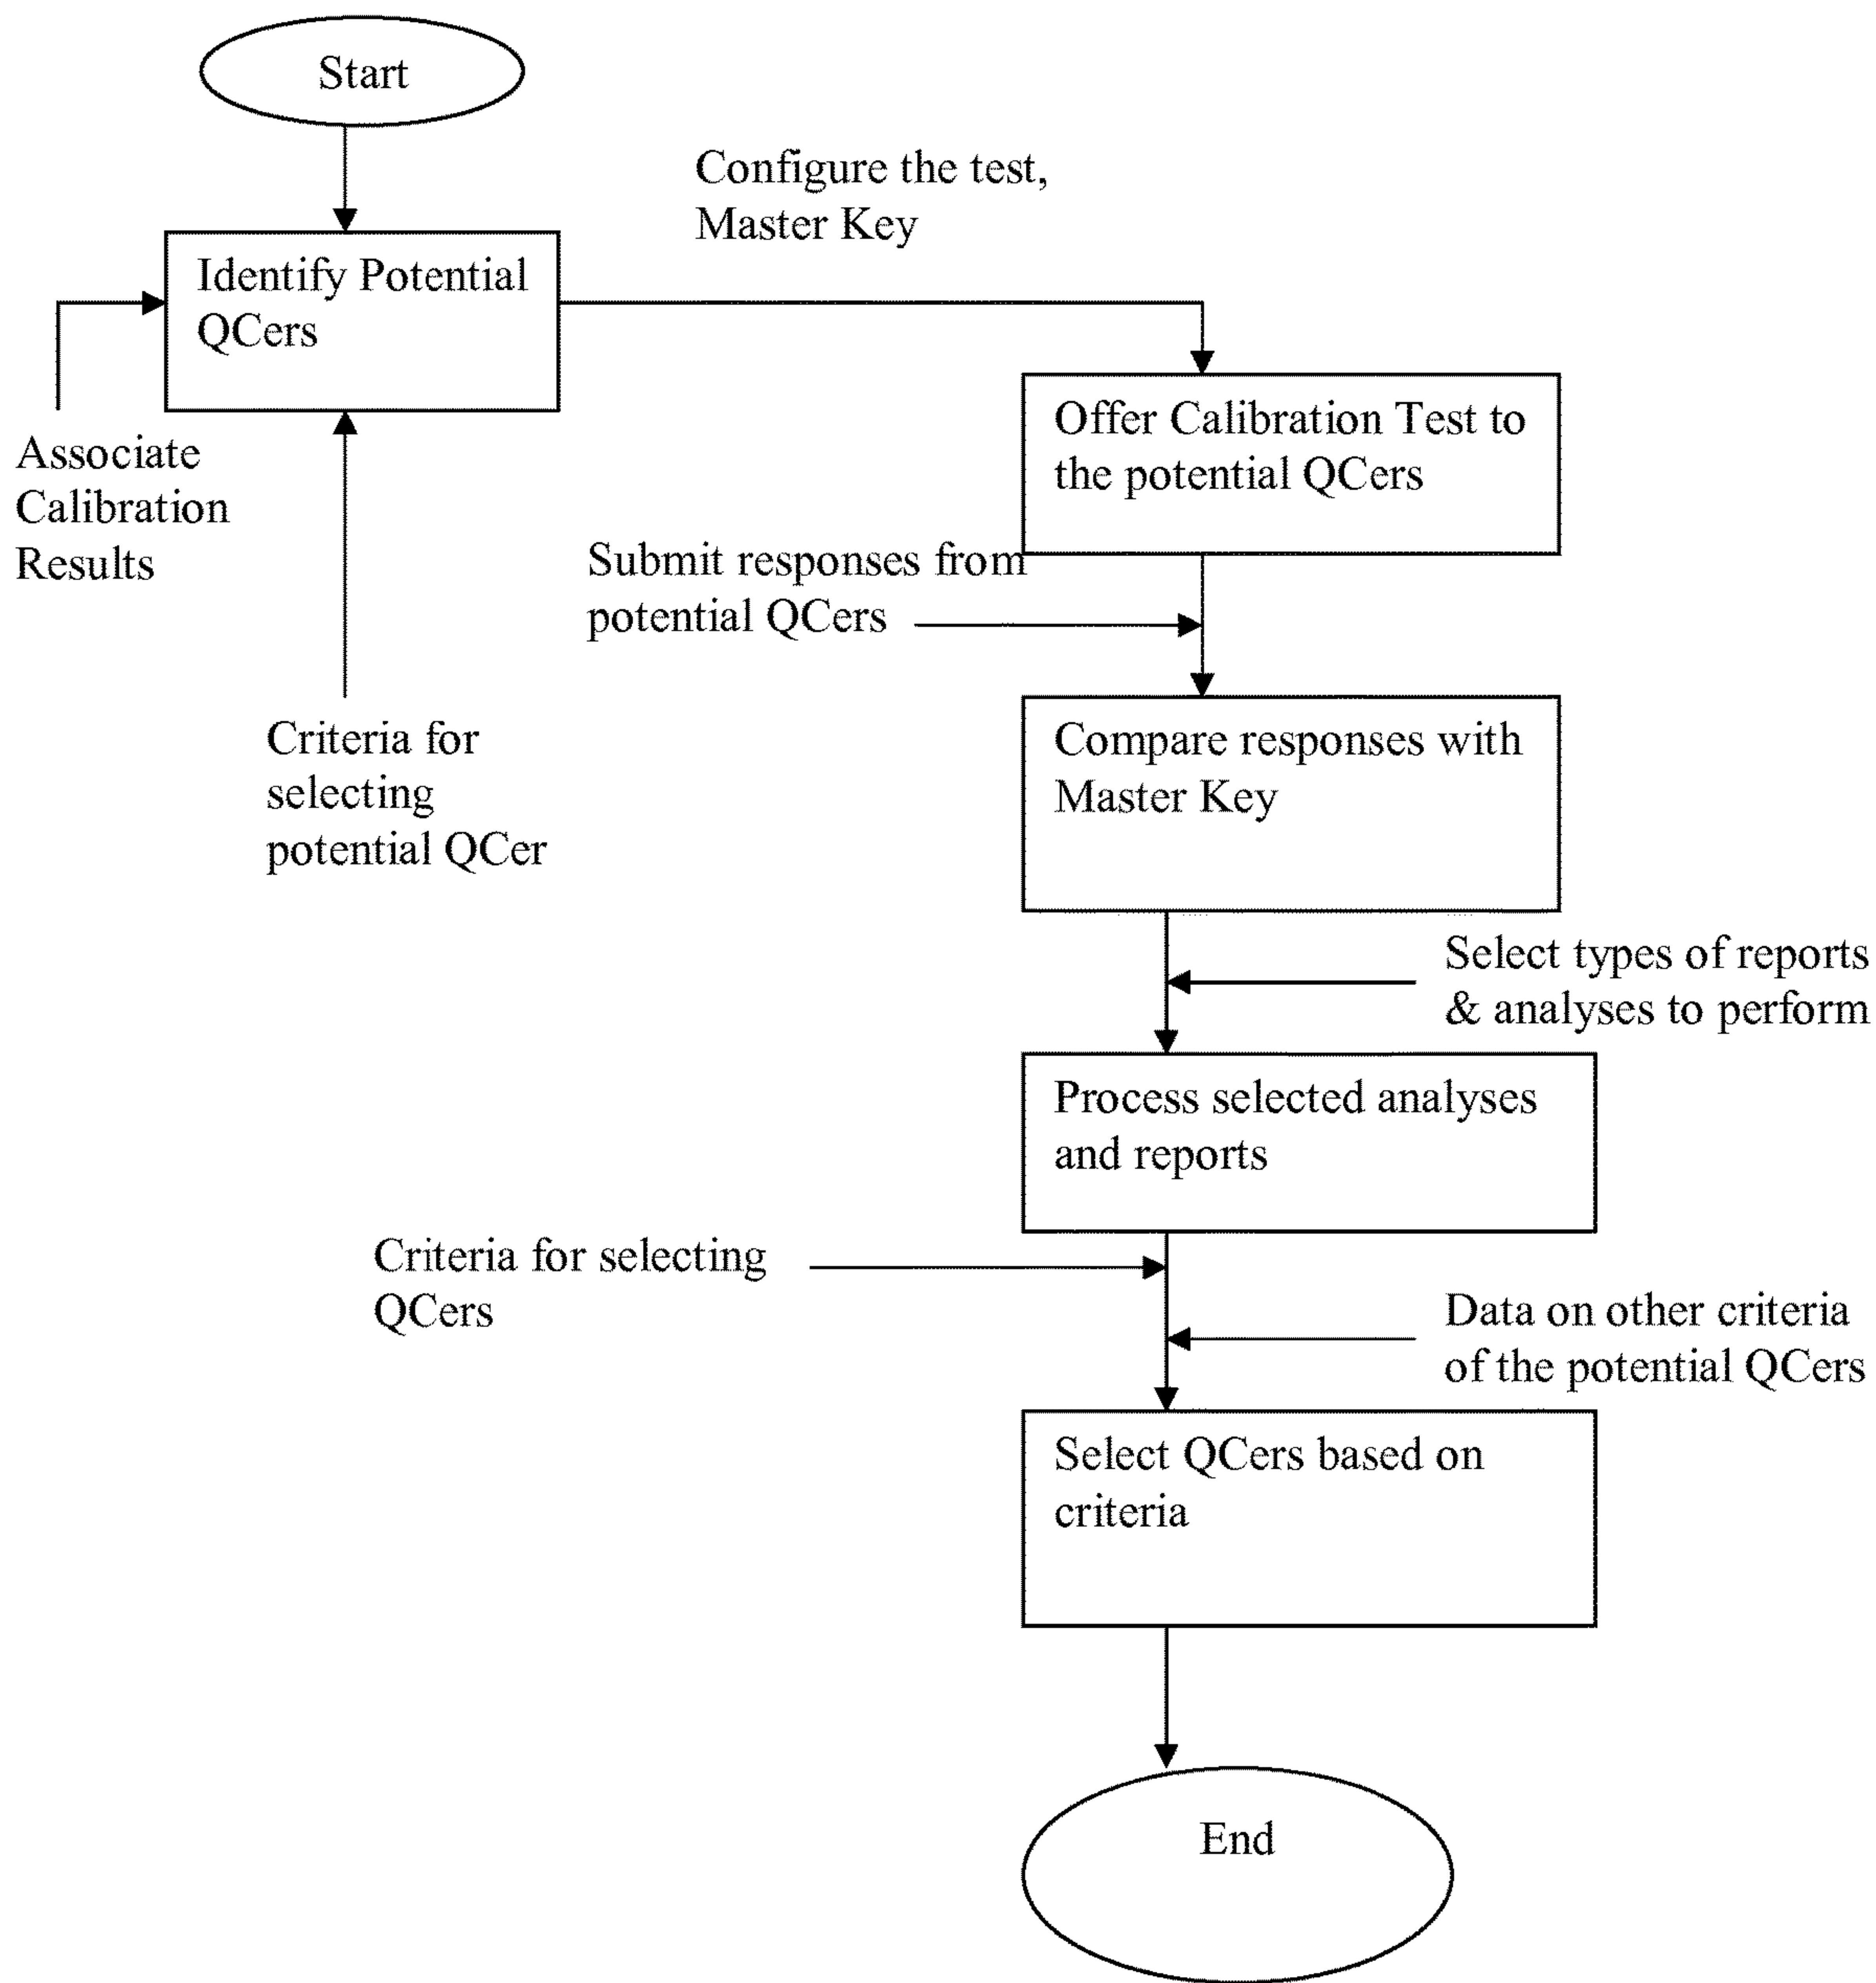 Start
Configure the test,
Master Key
Identify Potential
QCers
Offer Calibration Test to
the potential QCers
Associate
Calibration
Results
Submit responses from
potential QCers
Criteria for
selecting
potential QCer
Compare responses with
Master Key
Select types of reports
& analyses to perform
Process selected analyses
and reports
Criteria for selecting
QCers
Data on other criteria
of the potential QCers
Select QCers based on
criteria
End